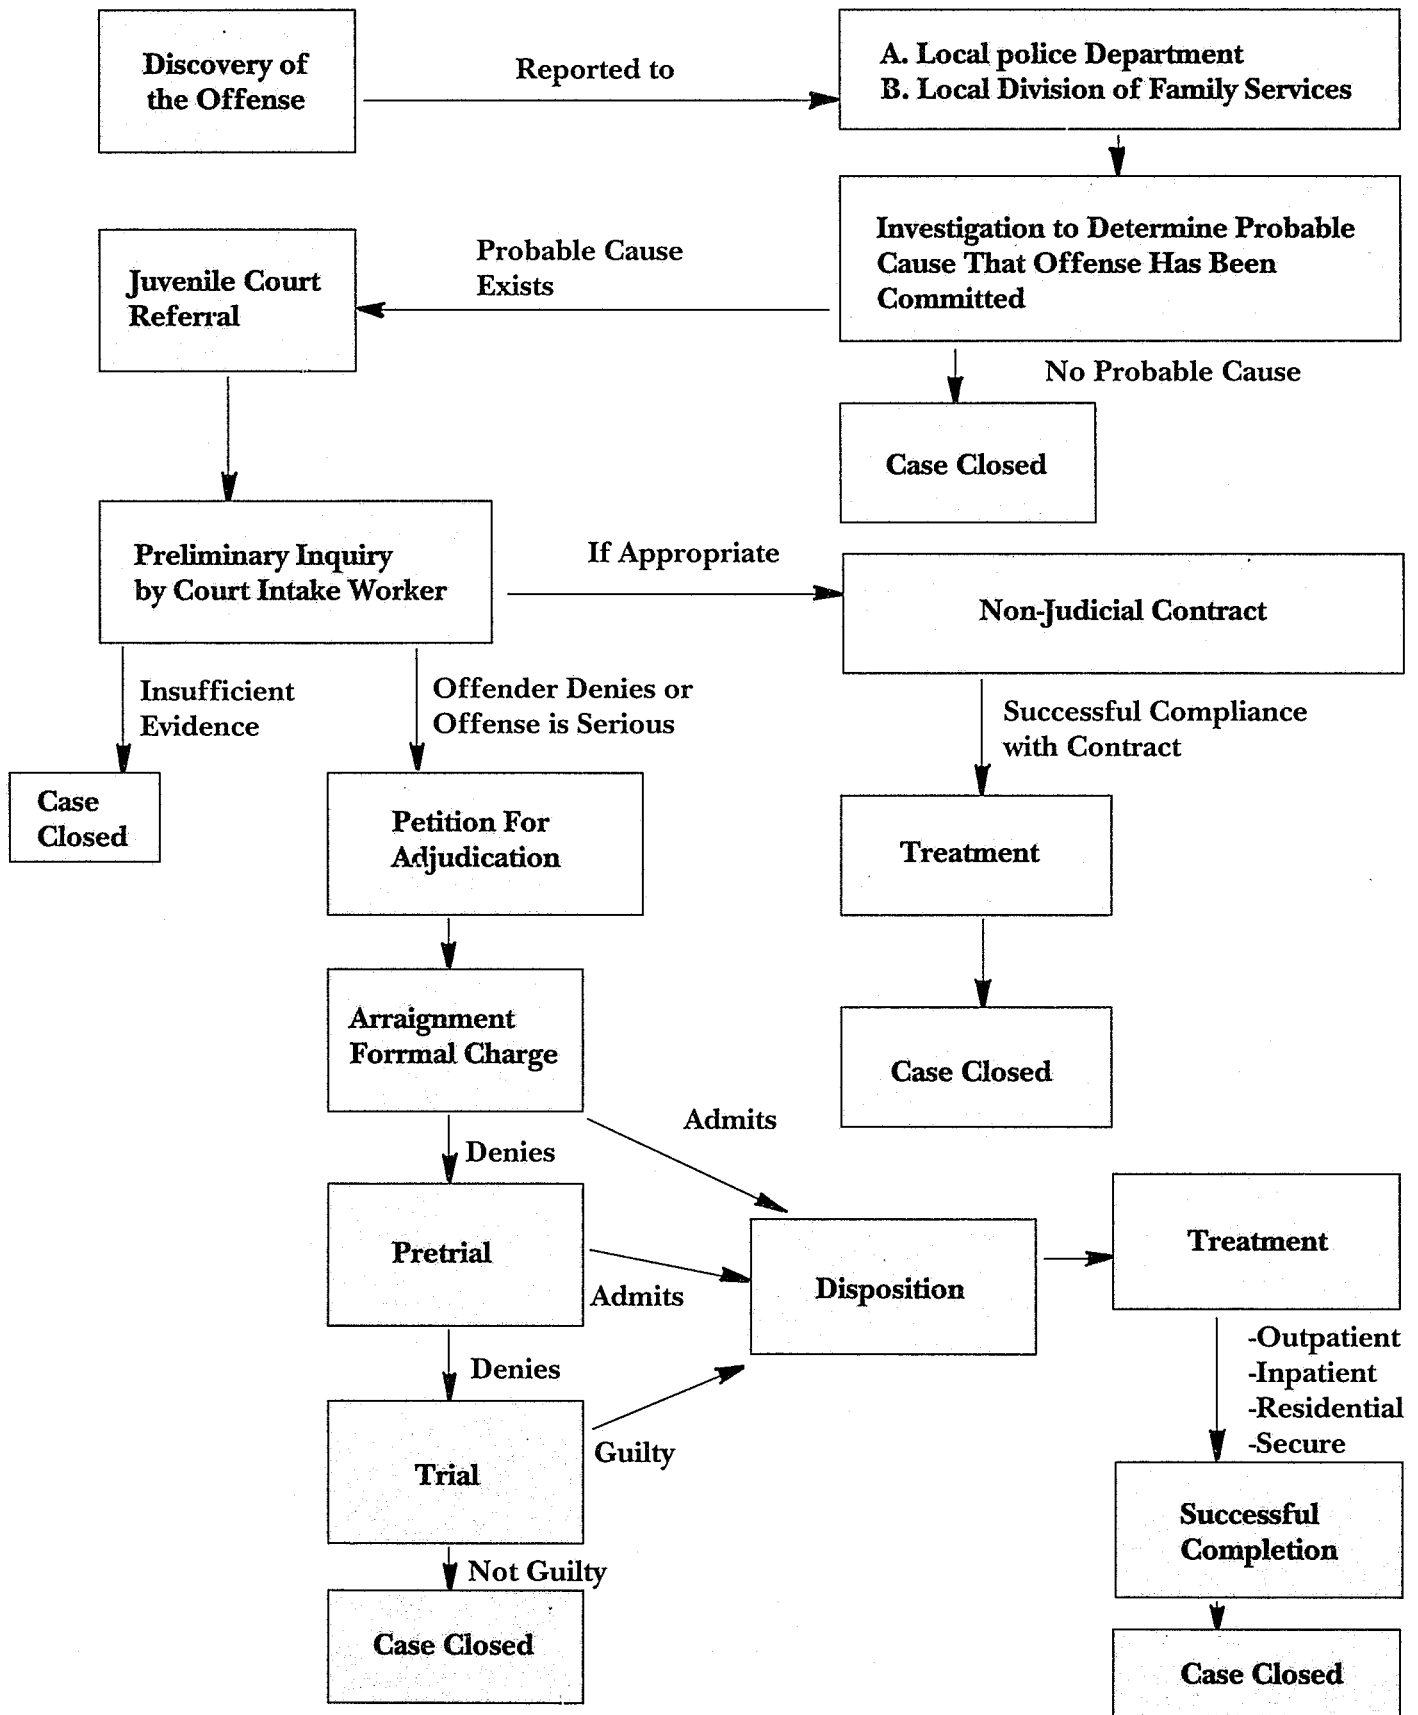 Discovery of
the Offense
Reported to
A. Local police Department
B. Local Division of Family Services
Investigation to Determine Probable
Cause That Offense Has Been
Committed
Probable Cause
Exists
Juvenile Court
Referral
No Probable Cause
Case Closed
Preliminary Inquiry
by Court Intake Worker
If Appropriate
Non-Judicial Contract
Insufficient
Evidence
Offender Denies or
Offense is Serious
Successful Compliance
with Contract
Case
Closed
Petition For
Adjudication
Treatment
Arraignment
Forrmal Charge
Case Closed
Admits
Denies
Pretrial
Admits
Disposition
Treatment
Denies
-Outpatient
-Inpatient
-Residential
-Secure
Trial
Guilty
Successful
Completion
Not Guilty
Case Closed
Case Closed